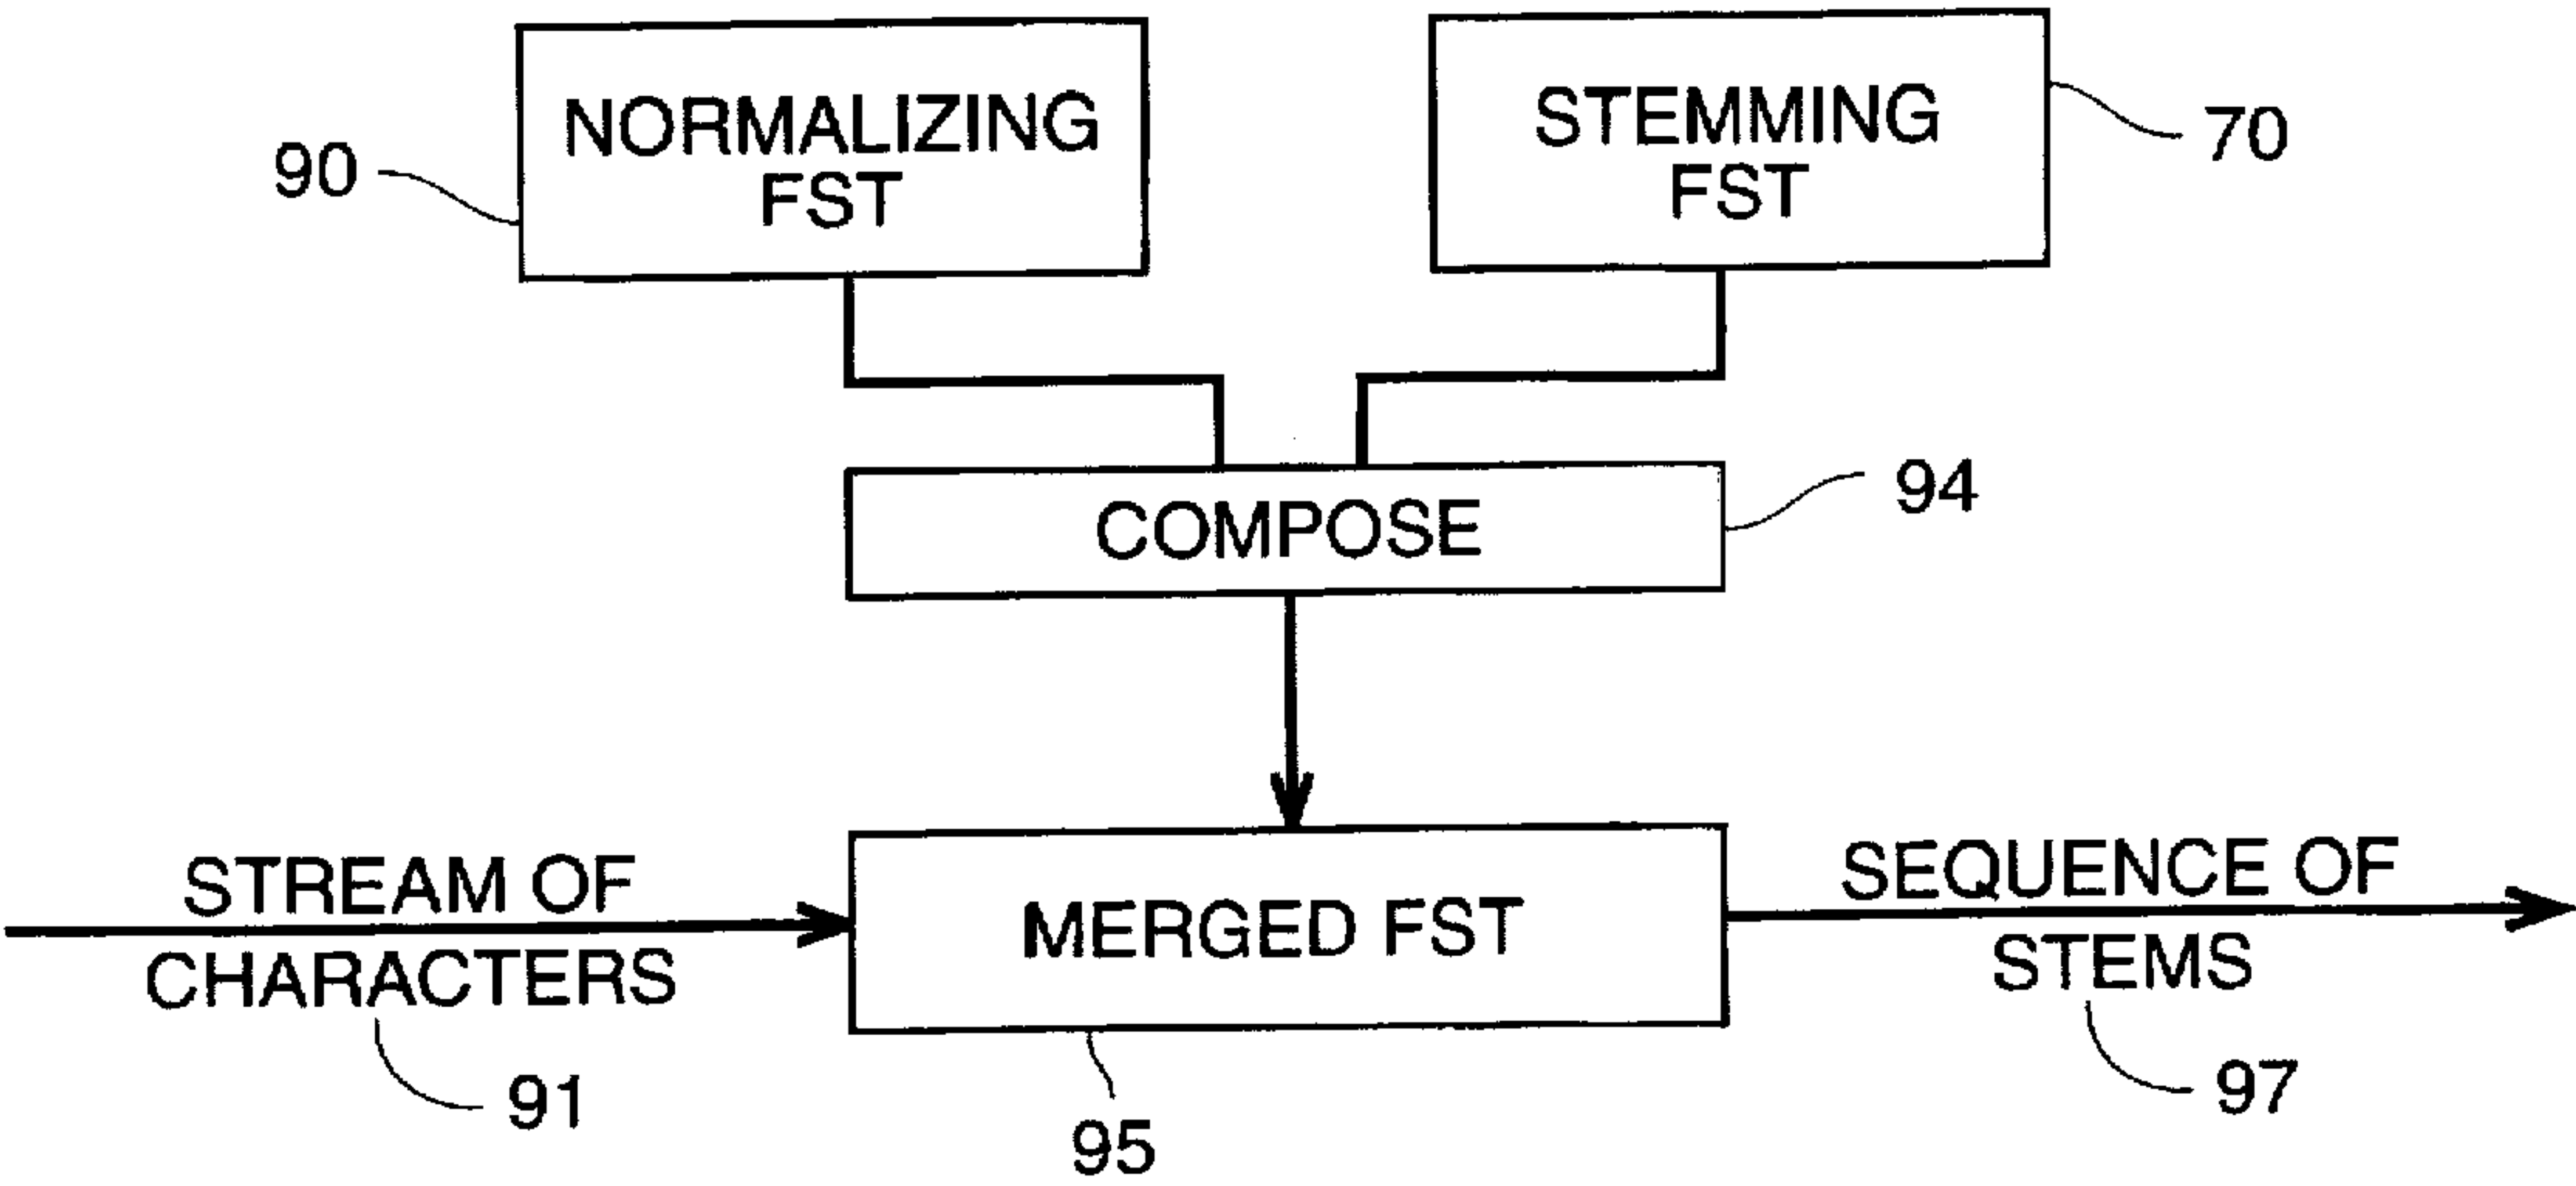 NORMALIZING
FST
90
STEMMING
FST
70
COMPOSE
94
STREAM OF
CHARACTERS
91
MERGED FST
95
SEQUENCE OF
STEMS
97